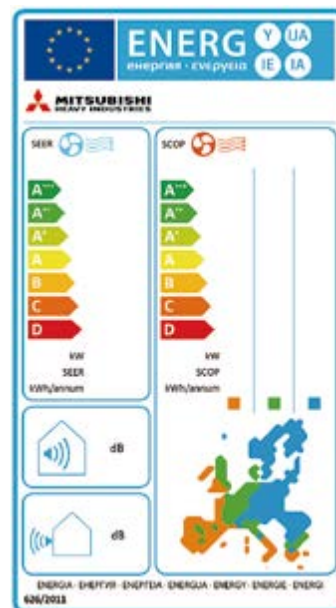 ENERG Y UA
енергия · ενεργεια IE IA
MITSUBISHI
HEAVY INDUSTRIES
SEER
A+++
A++
A+
A
B
C
D
kW
SEER
kWh/annum
SCOP
A+++
A++
A+
A
B
C
D
kW
SCOP
kWh/annum
dB
dB
ENERGIA · ЕНЕРГИЯ · ΕΝΕΡΓΕΙΑ · ENERGIJA · ENERGY · ENERGIE · ENERGI
626/2011